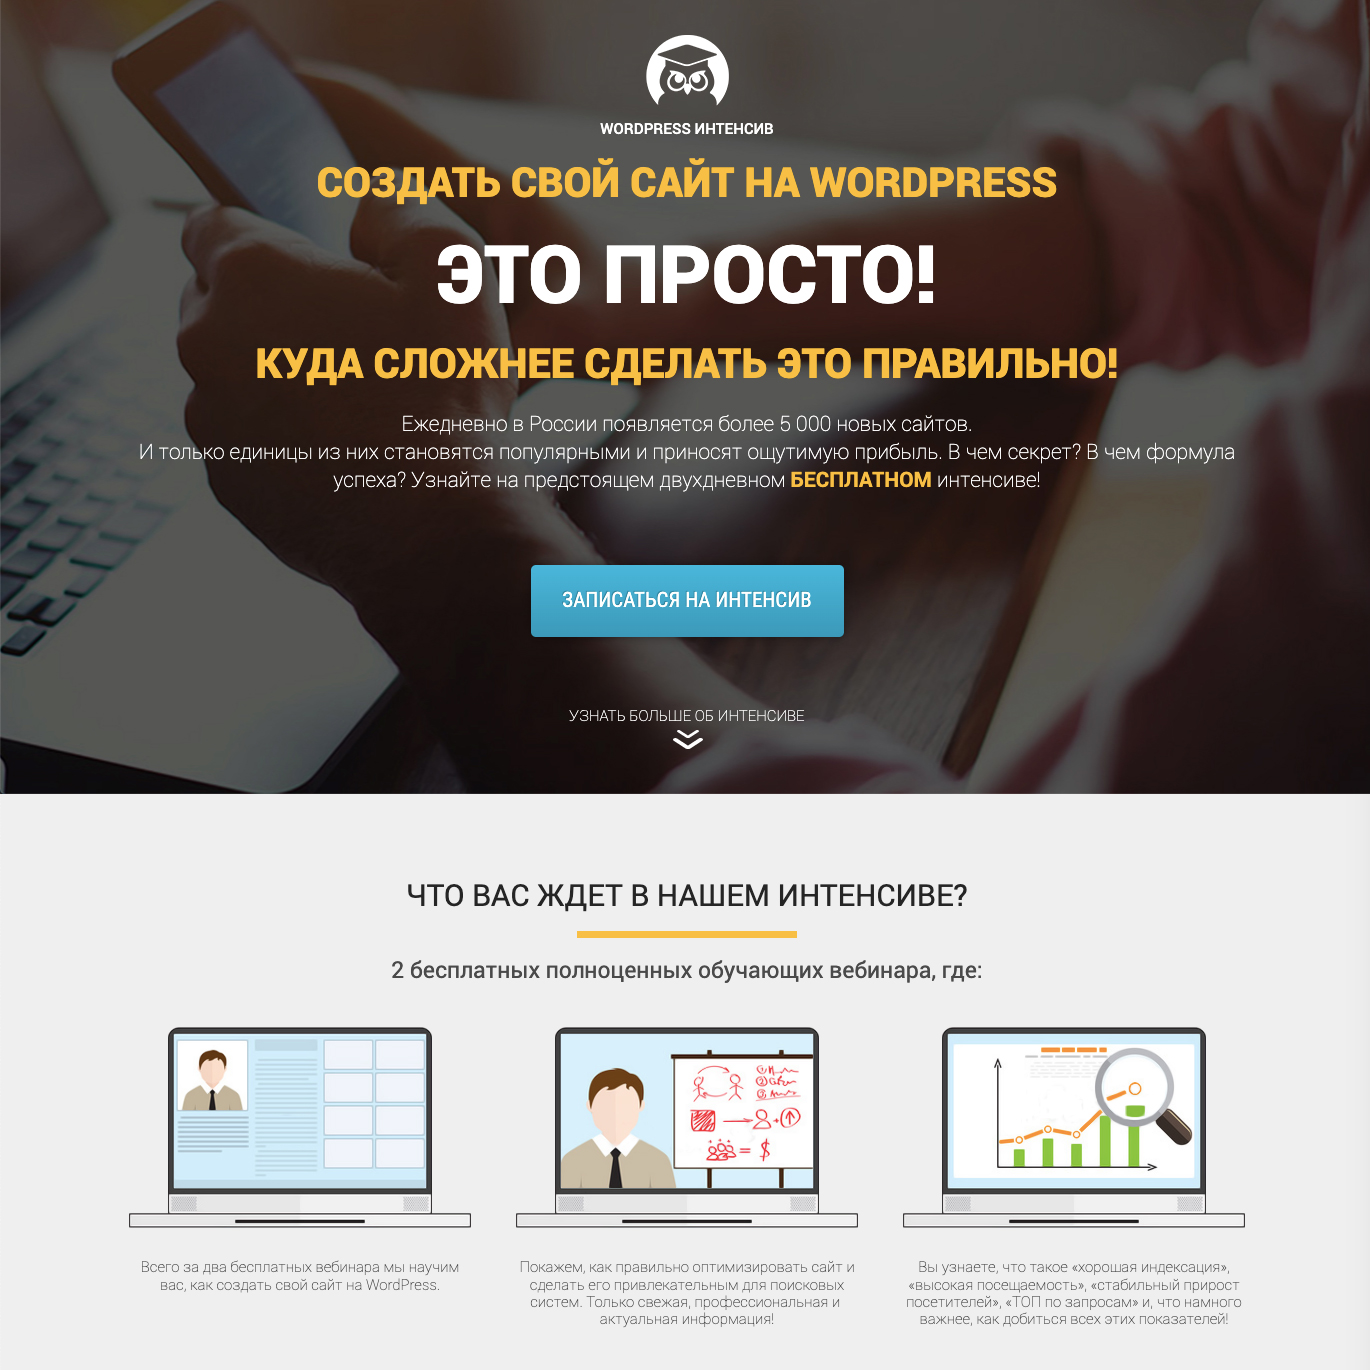 WORDPRESS ИНТЕНСИВ
СОЗДАТЬ СВОЙ САЙТ НА WORDPRESS
ЭТО ПРОСТО!
КУДА СЛОЖНЕЕ СДЕЛАТЬ ЭТО ПРАВИЛЬНО!
Ежедневно в России появляется более 5 000 новых сайтов.
И только единицы из них становятся популярными и приносят ощутимую прибыль. В чем секрет? В чем формула
успеха? Узнайте на предстоящем двухдневном БЕСПЛАТНОМ интенсиве!
ЗАПИСАТЬСЯ НА ИНТЕНСИВ
УЗНАТЬ БОЛЬШЕ ОБ ИНТЕНСИВЕ
ЧТО ВАС ЖДЕТ В НАШЕМ ИНТЕНСИВЕ?
2 бесплатных полноценных обучающих вебинара, где:
Всего за два бесплатных вебинара мы научим
вас, как создать свой сайт на WordPress.
Покажем, как правильно оптимизировать сайт и
сделать его привлекательным для поисковых
систем. Только свежая, профессиональная и
актуальная информация!
Вы узнаете, что такое «хорошая индексация»,
«высокая посещаемость», «стабильный прирост
посетителей», «ТОП по запросам» и, что намного
важнее, как добиться всех этих показателей!